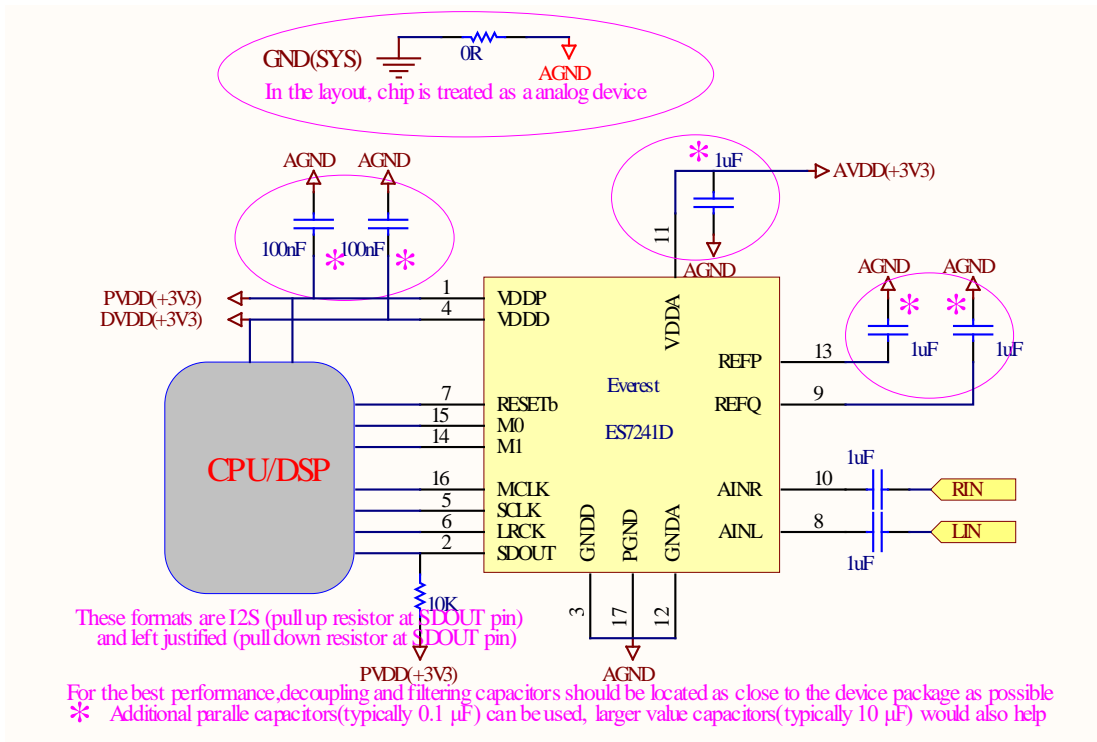 GND(SYS)
0R
AGND
In the layout, chip is treated as a analog device
AGND
AGND
100nF
100nF
*
*
*
1uF
AVDD(+3V3)
11
AGND
AGND
AGND
*
*
1uF
1uF
PVDD(+3V3)
DVDD(+3V3)
1
4
VDDP
VDDD
VDDA
REFP
13
REFQ
9
Everest
ES7241D
CPU/DSP
7
RESETb
15
M0
14
M1
16
MCLK
5
SCLK
6
LRCK
2
SDOUT
GNDD
PGND
GNDA
AINR
10
1uF
RIN
AINL
8
1uF
LIN
3
17
12
AGND
10K
PVDD(+3V3)
These formats are I2S (pull up resistor at SDOUT pin)
and left justified (pull down resistor at SDOUT pin)
For the best performance,decoupling and filtering capacitors should be located as close to the device package as possible
* Additional paralle capacitors(typically 0.1 μF) can be used, larger value capacitors(typically 10 μF) would also help